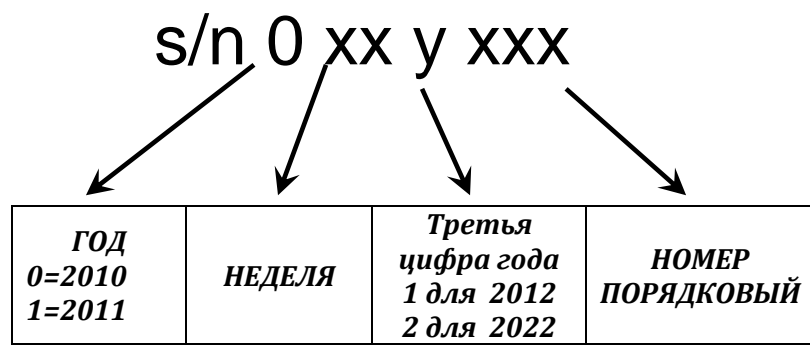 s/n 0 xx y xxx
ГОД
0=2010
1=2011
НЕДЕЛЯ
Третья
цифра года
1 для 2012
2 для 2022
НОМЕР
ПОРЯДКОВЫЙ